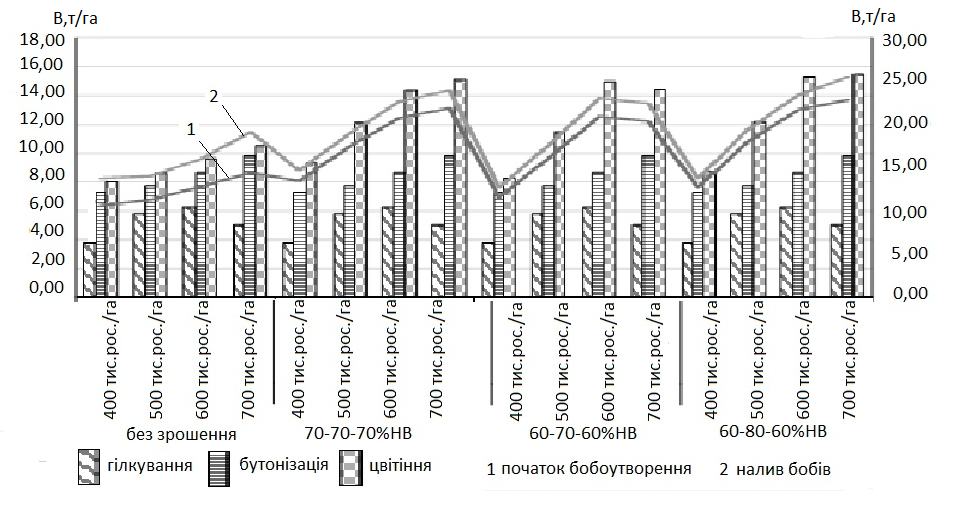 В,т/га
В,т/га
18,00
16,00
14,00
12,00
10,00
8,00
6,00
4,00
2,00
0,00
30,00
25,00
20,00
15,00
10,00
5,00
0,00
2
1
400 тис.рос./га
500 тис.рос./га
600 тис.рос./га
700 тис.рос./га
400 тис.рос./га
500 тис.рос./га
600 тис.рос./га
700 тис.рос./га
400 тис.рос./га
500 тис.рос./га
600 тис.рос./га
700 тис.рос./га
400 тис.рос./га
500 тис.рос./га
600 тис.рос./га
700 тис.рос./га
без зрошення
70-70-70%НВ
60-70-60%НВ
60-80-60%НВ
гілкування
бутонізація
цвітіння
1 початок бобоутворення
2 налив бобів